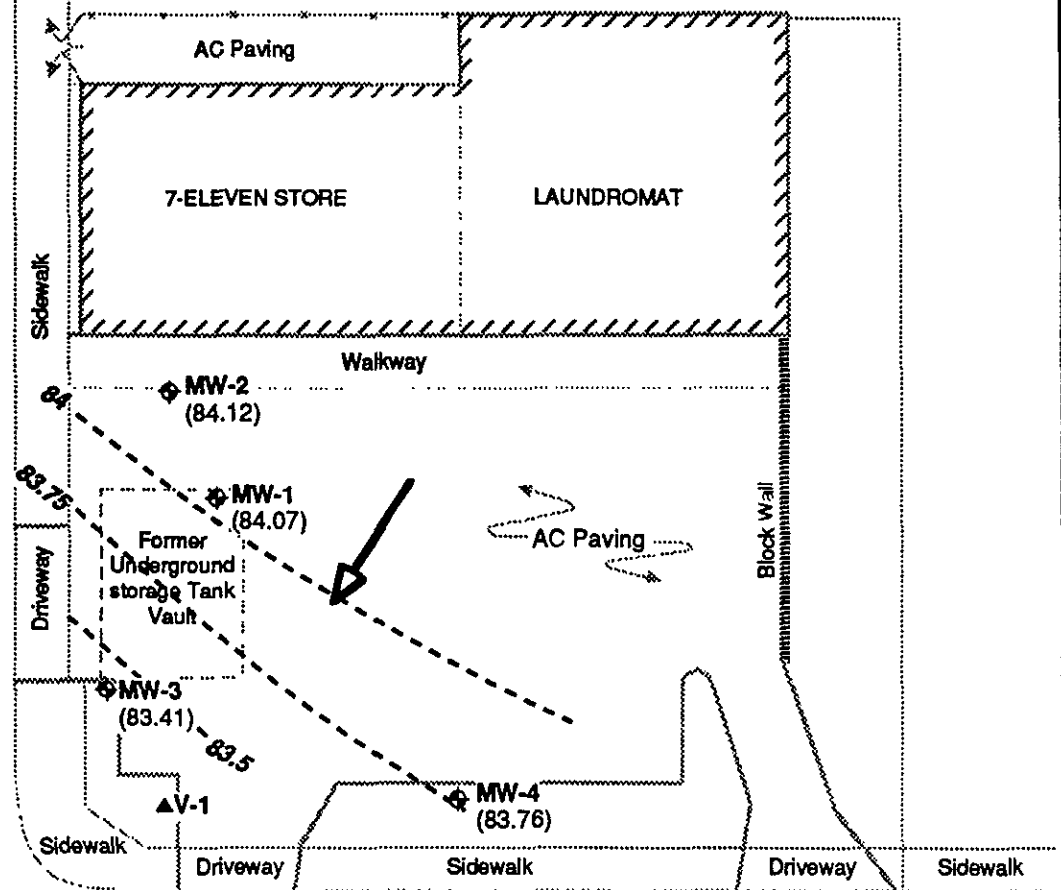 AC Paving
7-ELEVEN STORE
LAUNDROMAT
Sidewalk
Walkway
MW-2
(84.12)
84
83.75
MW-1
(84.07)
Former
Underground
storage Tank
Vault
AC Paving
Block Wall
Driveway
MW-3
(83.41)
83.5
V-1
MW-4
(83.76)
Sidewalk
Driveway
Sidewalk
Driveway
Sidewalk